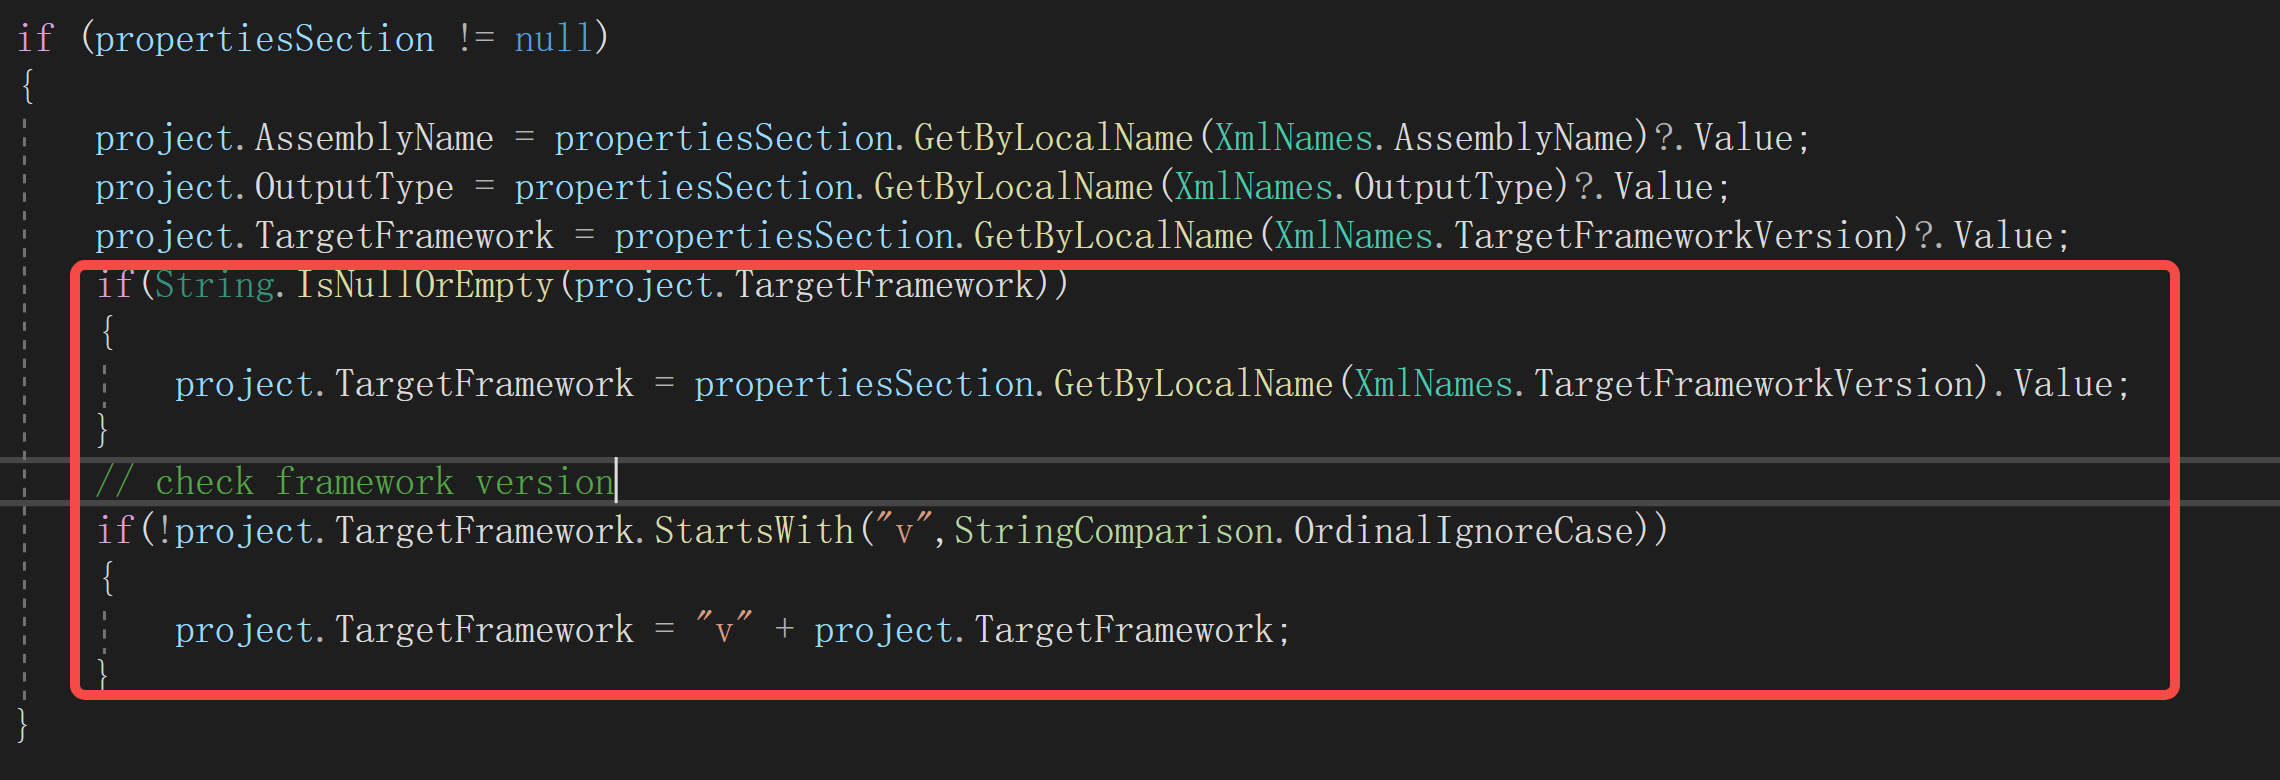 if (propertiesSection != null)
{
project.AssemblyName = propertiesSection.GetByLocalName(XmlNames.AssemblyName)?.Value;
project.OutputType = propertiesSection.GetByLocalName(XmlNames.OutputType)?.Value;
project.TargetFramework = propertiesSection.GetByLocalName(XmlNames.TargetFrameworkVersion)?.Value;
if(String.IsNullOrEmpty(project.TargetFramework))
{
project.TargetFramework = propertiesSection.GetByLocalName(XmlNames.TargetFrameworkVersion).Value;
}
// check framework version
if(!project.TargetFramework.StartsWith("v",StringComparison.OrdinalIgnoreCase))
{
project.TargetFramework = "v" + project.TargetFramework;
}
}